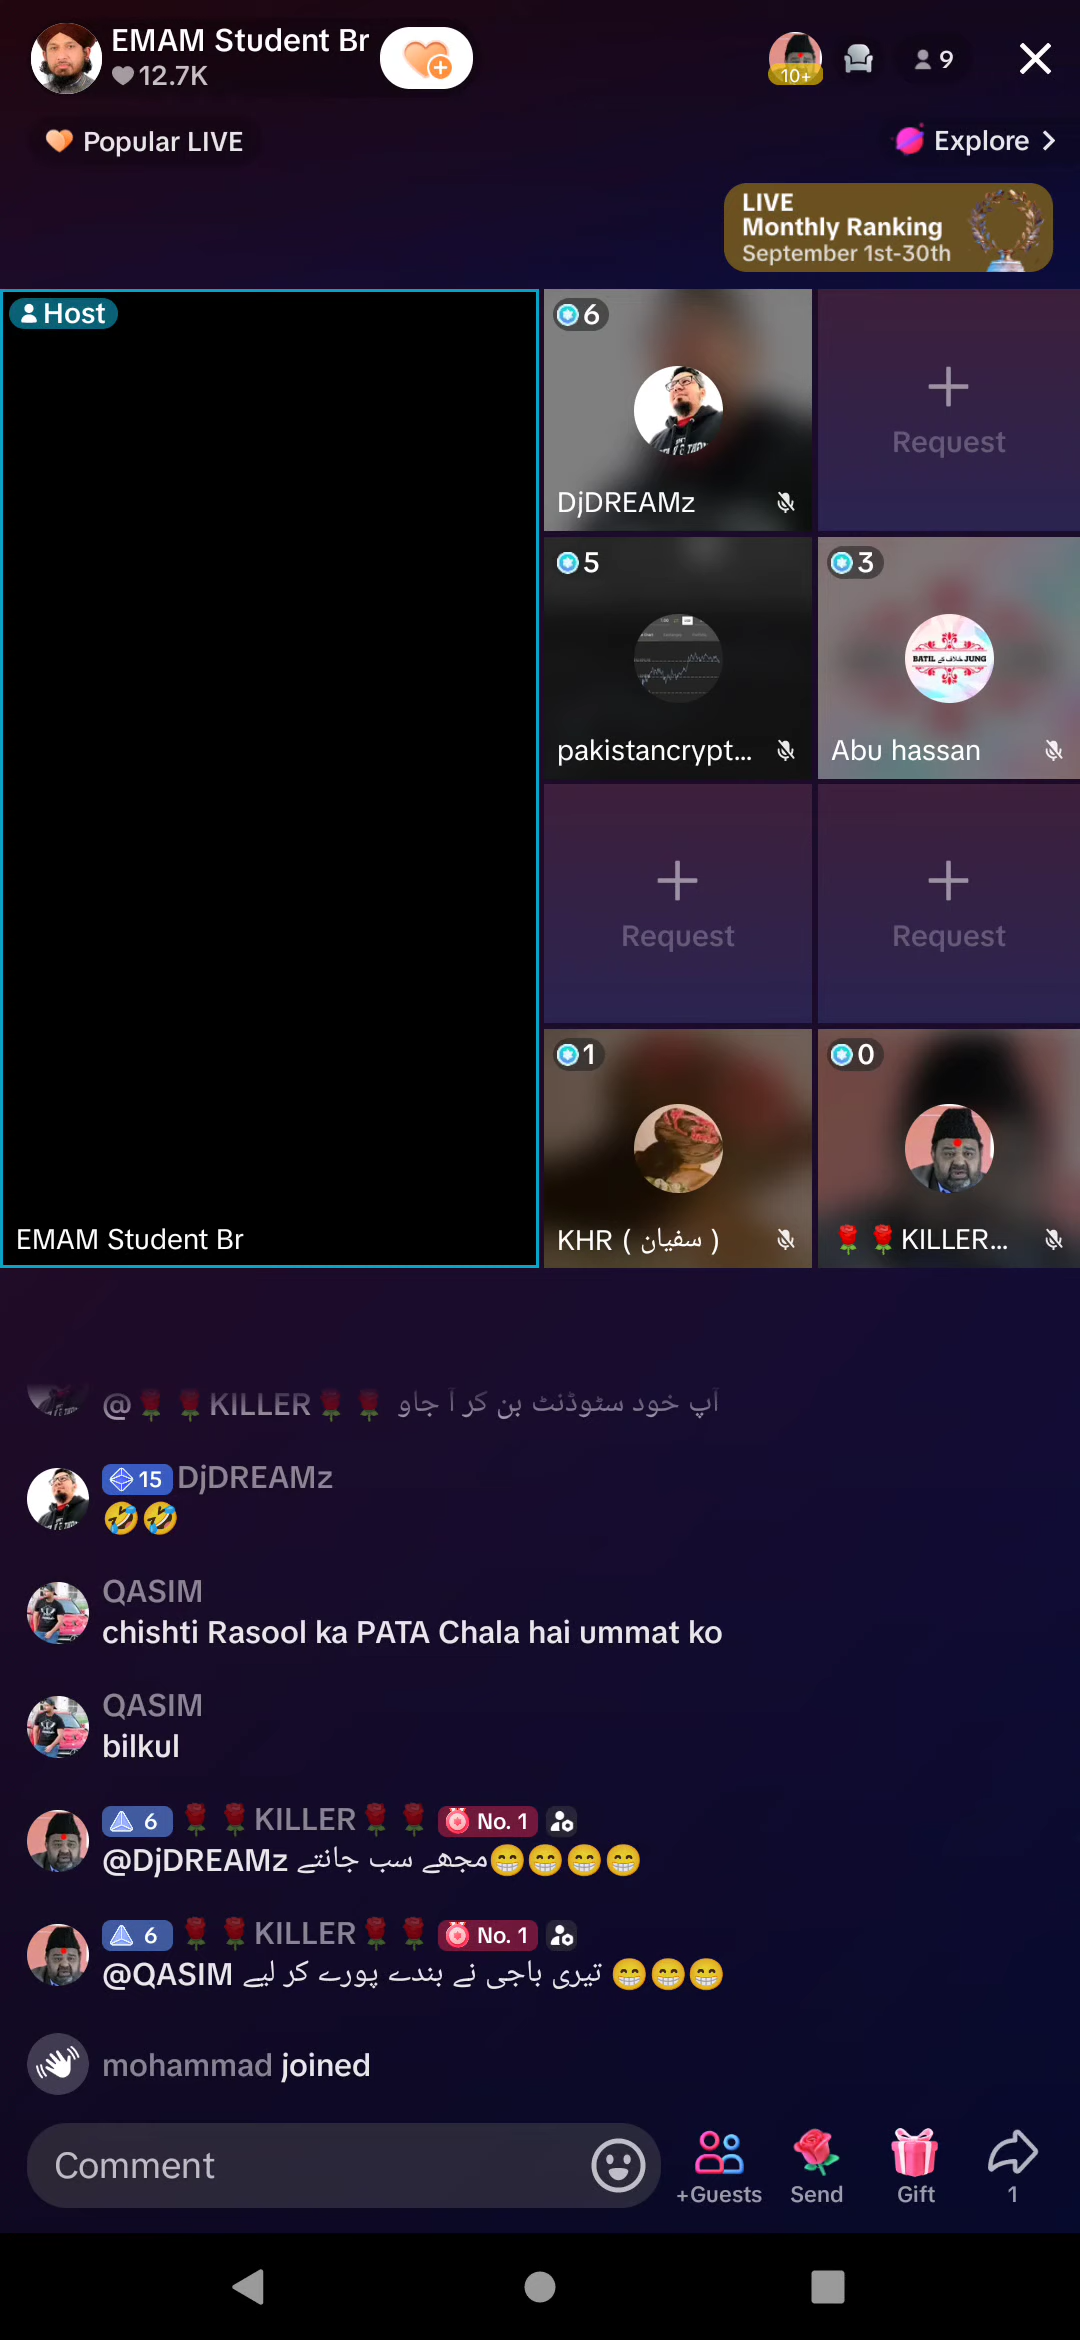 EMAM Student Br
12.7K
10+
9
Popular LIVE
Explore
LIVE
Monthly Ranking
September 1st-30th
Host
EMAM Student Br
6
DjDREAMz
Request
5
pakistancrypt...
3
BATIL خلاف کے JUNG
Abu hassan
Request
Request
1
KHR ( سفیان )
0
🌹🌹KILLER...
@🌹🌹KILLER🌹🌹 آپ خود سٹوڈنٹ بن کر آ جاو
15 DjDREAMz
🤣🤣
QASIM
chishti Rasool ka PATA Chala hai ummat ko
QASIM
bilkul
6 🌹🌹KILLER🌹🌹 No. 1
@DjDREAMz مجھے سب جانتے😁😁😁😁
6 🌹🌹KILLER🌹🌹 No. 1
@QASIM تیری باجی نے بندے پورے کر لیے 😁😁😁
mohammad joined
Comment
+Guests
Send
Gift
1